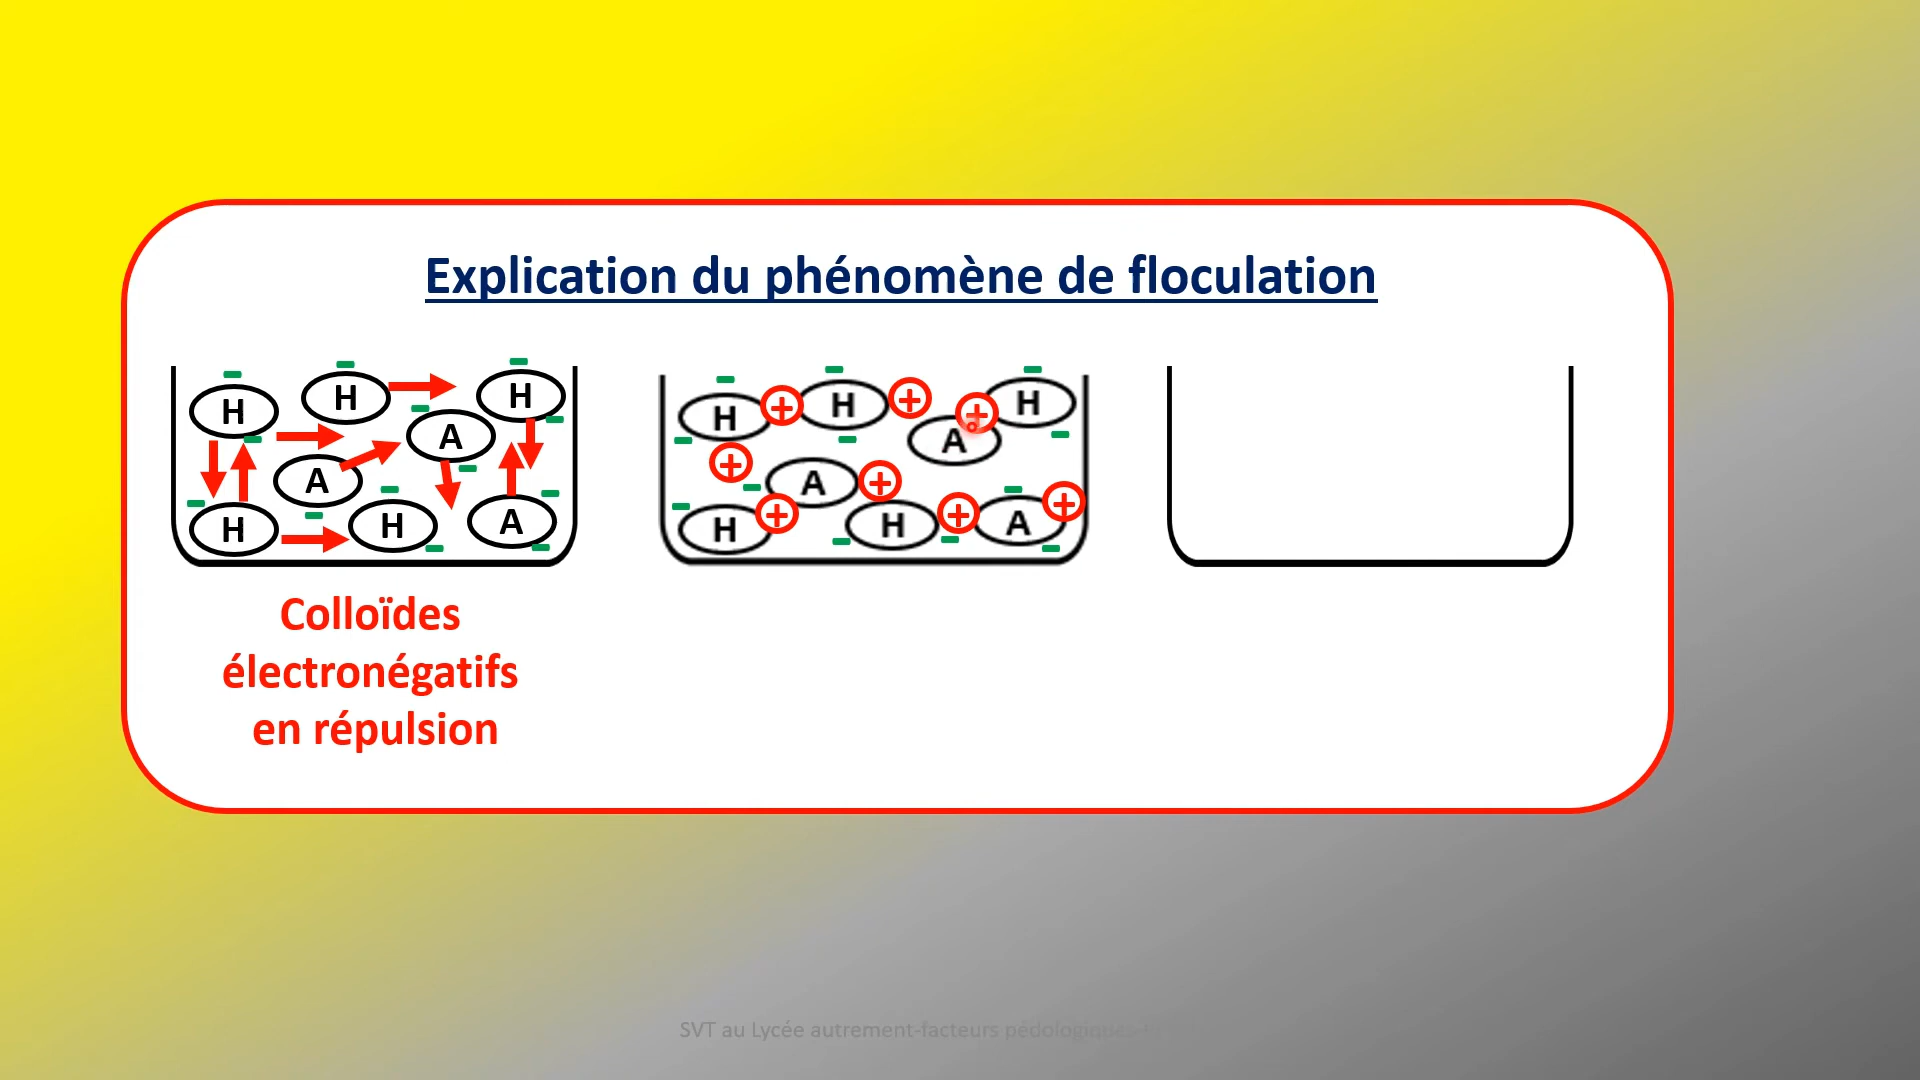 Explication du phénomène de floculation
H H H
A
A
H H A
H H H
A
A
H H A
Colloïdes
électronégatifs
en répulsion
SVT au Lycée autrement-facteurs pédologiques